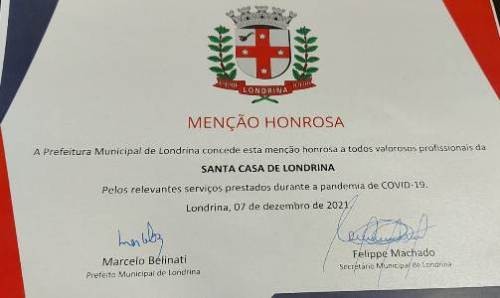 LONDRINA
MENÇÃO HONROSA
A Prefeitura Municipal de Londrina concede esta menção honrosa a todos valorosos profissionais da
SANTA CASA DE LONDRINA
Pelos relevantes serviços prestados durante a pandemia de COVID-19.
Londrina, 07 de dezembro de 2021
Marcelo Belinati Felippe Machado
Prefeito Municipal de Londrina Secretário Municipal de Londrina